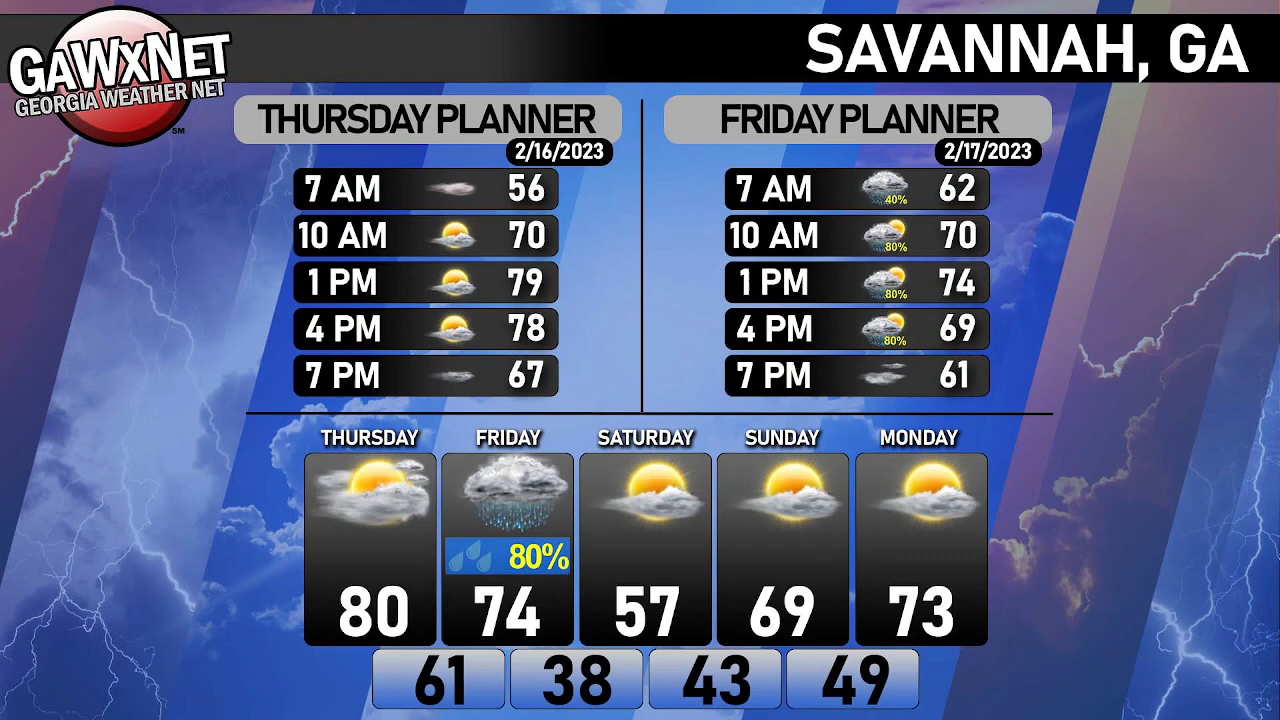 GAWxNET
GEORGIA WEATHER NET
SM
SAVANNAH, GA
THURSDAY PLANNER
2/16/2023
7 AM 56
10 AM 70
1 PM 79
4 PM 78
7 PM 67
FRIDAY PLANNER
2/17/2023
7 AM 40% 62
10 AM 80% 70
1 PM 80% 74
4 PM 80% 69
7 PM 61
THURSDAY FRIDAY SATURDAY SUNDAY MONDAY
80%
80 74 57 69 73
61 38 43 49